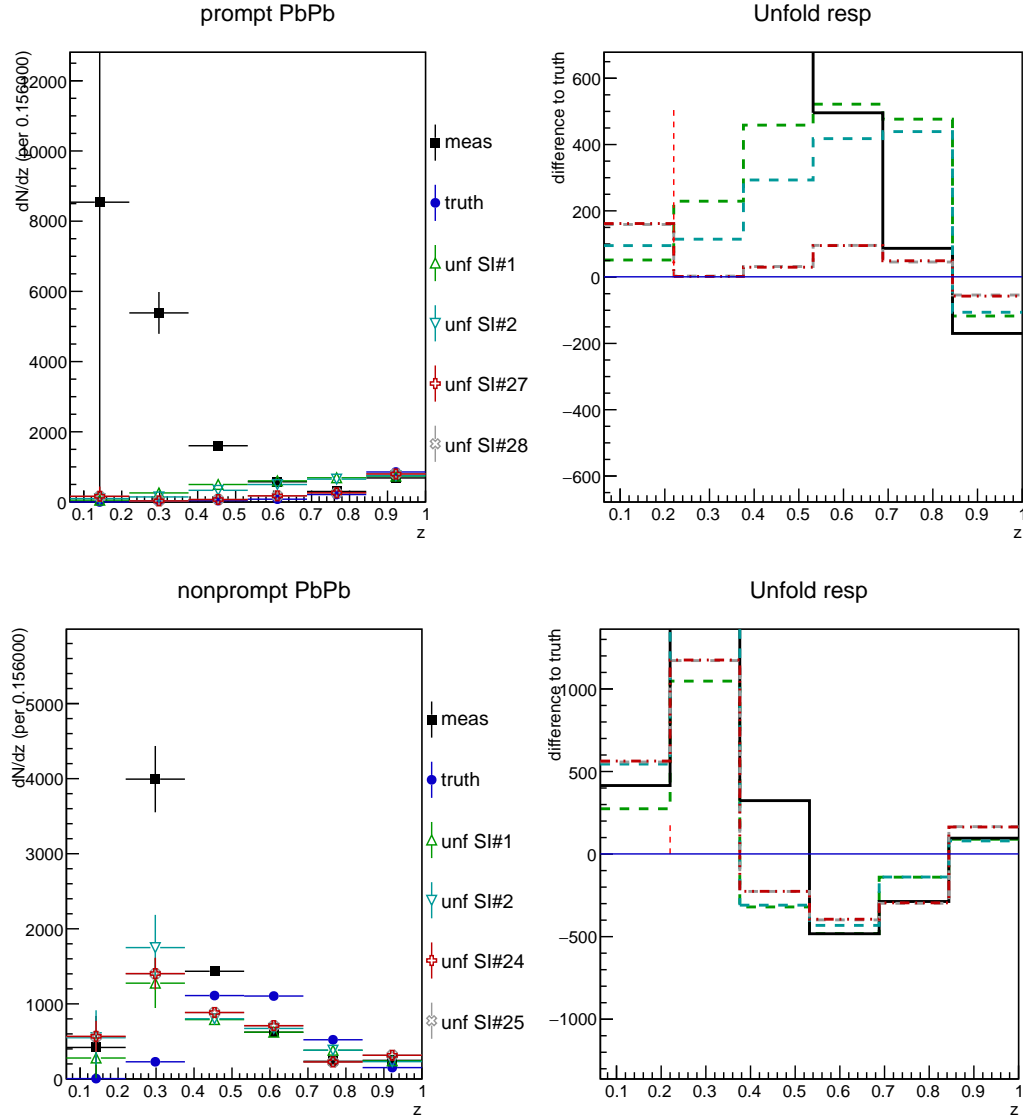 prompt PbPb
dN/dz (per 0.156000)
12000
10000
8000
6000
4000
2000
0
0.1 0.2 0.3 0.4 0.5 0.6 0.7 0.8 0.9 1
z
meas
truth
unf SI#1
unf SI#2
unf SI#27
unf SI#28
Unfold resp
difference to truth
600
400
200
0
−200
−400
−600
0.1 0.2 0.3 0.4 0.5 0.6 0.7 0.8 0.9 1
z
nonprompt PbPb
dN/dz (per 0.156000)
5000
4000
3000
2000
1000
0
0.1 0.2 0.3 0.4 0.5 0.6 0.7 0.8 0.9 1
z
meas
truth
unf SI#1
unf SI#2
unf SI#24
unf SI#25
Unfold resp
difference to truth
1000
500
0
−500
−1000
0.1 0.2 0.3 0.4 0.5 0.6 0.7 0.8 0.9 1
z